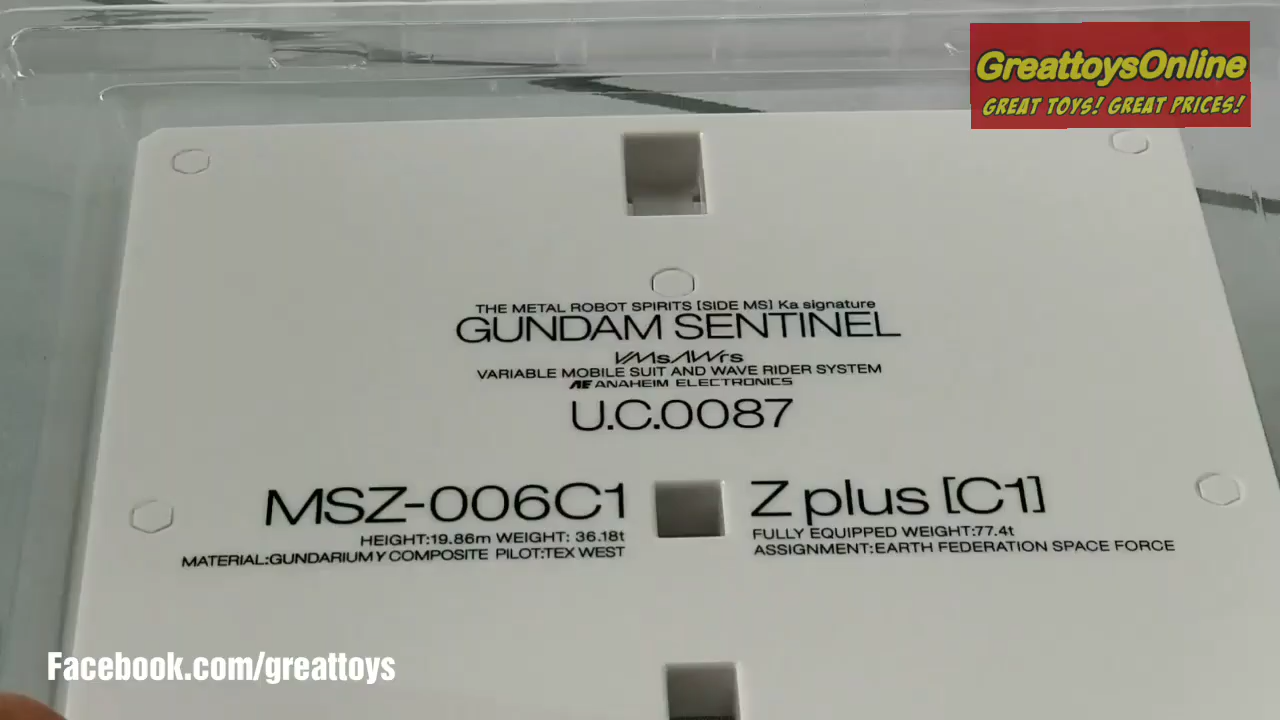 GreattoysOnline
GREAT TOYS! GREAT PRICES!
THE METAL ROBOT SPIRITS [SIDE MS] Ka signature
GUNDAM SENTINEL
VMsAWrs
VARIABLE MOBILE SUIT AND WAVE RIDER SYSTEM
AE ANAHEIM ELECTRONICS
U.C.0087
MSZ-006C1
HEIGHT:19.86m WEIGHT: 36.18t
MATERIAL:GUNDARIUM γ COMPOSITE PILOT:TEX WEST
Z plus [C1]
FULLY EQUIPPED WEIGHT:77.4t
ASSIGNMENT:EARTH FEDERATION SPACE FORCE
Facebook.com/greattoys